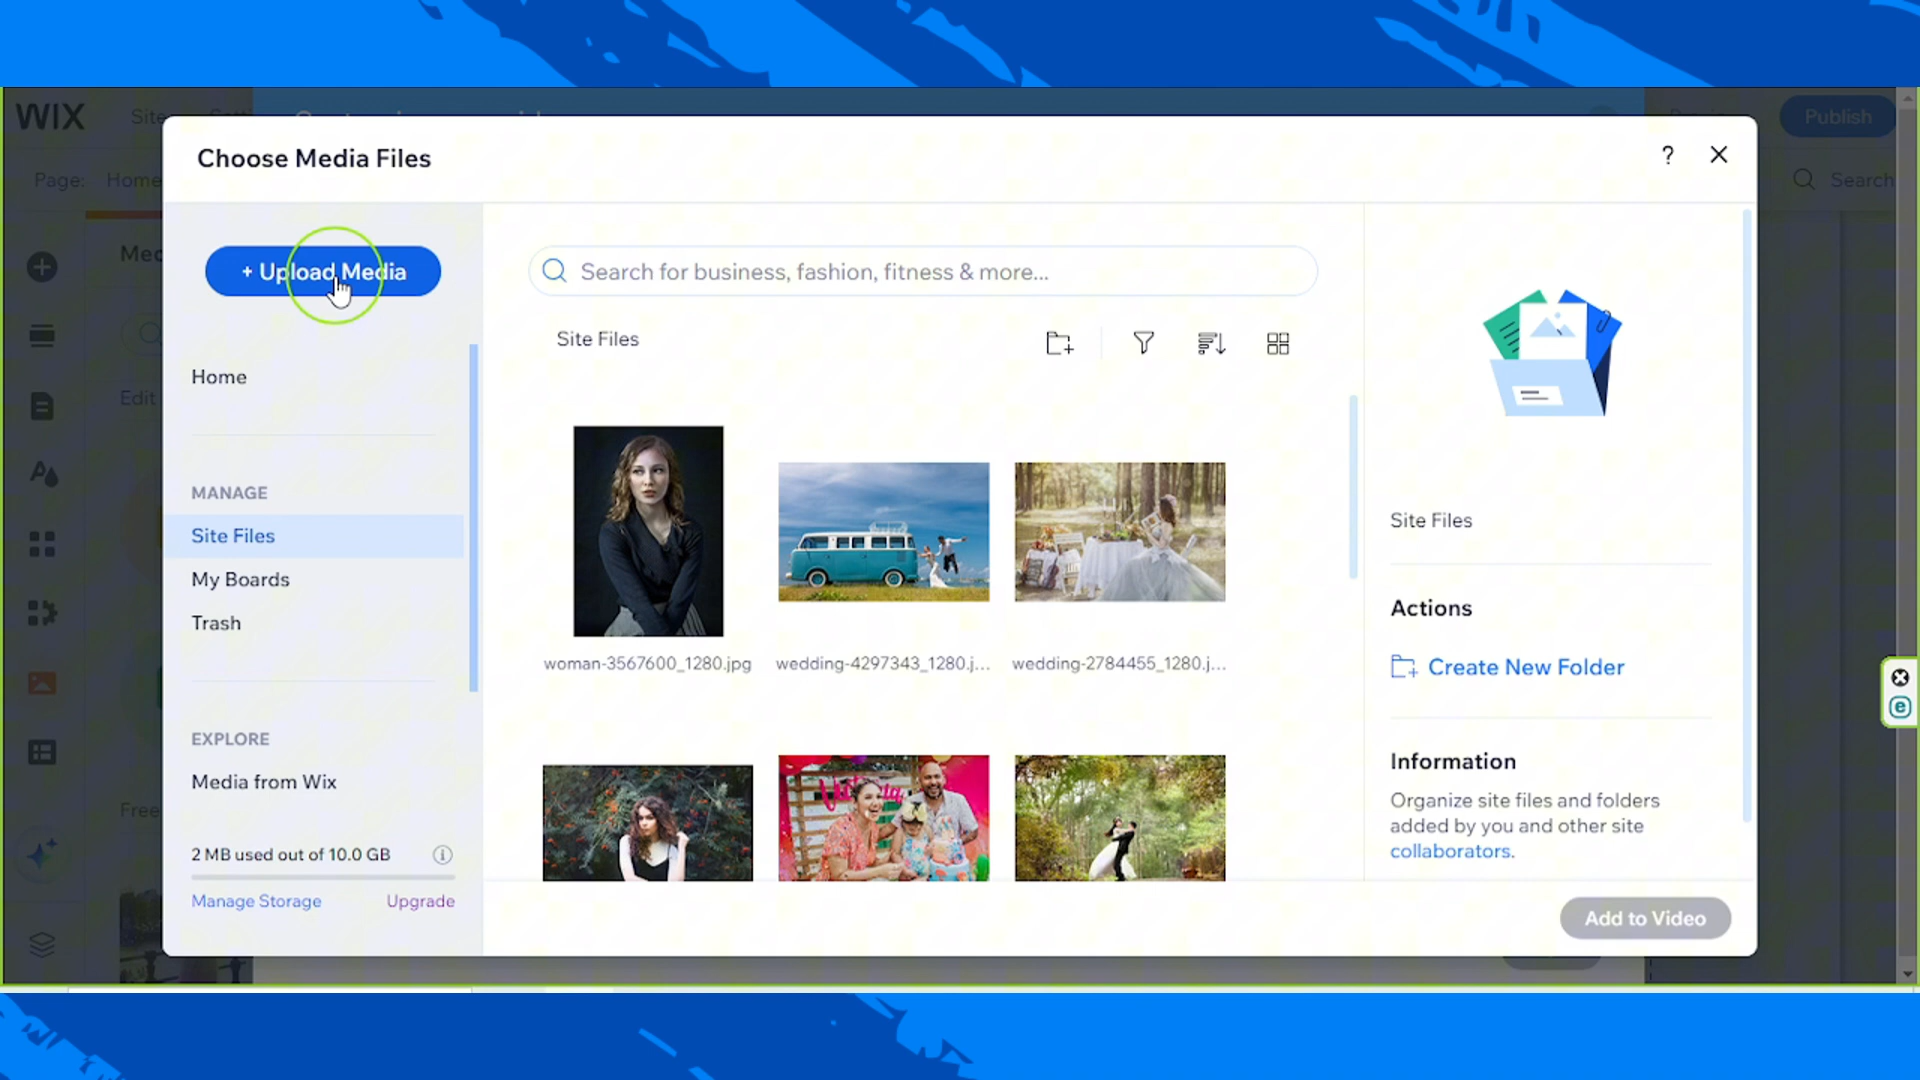 WIX
Site
Publish
Choose Media Files
?
Page: Home
Search
+ Upload Media
Search for business, fashion, fitness & more...
Site Files
Home
Edit
MANAGE
Site Files
My Boards
Trash
woman-3567600_1280.jpg
wedding-4297343_1280.j...
wedding-2784455_1280.j...
Site Files
Actions
Create New Folder
EXPLORE
Media from Wix
Free
Information
Organize site files and folders
added by you and other site
collaborators.
2 MB used out of 10.0 GB
Manage Storage
Upgrade
Add to Video